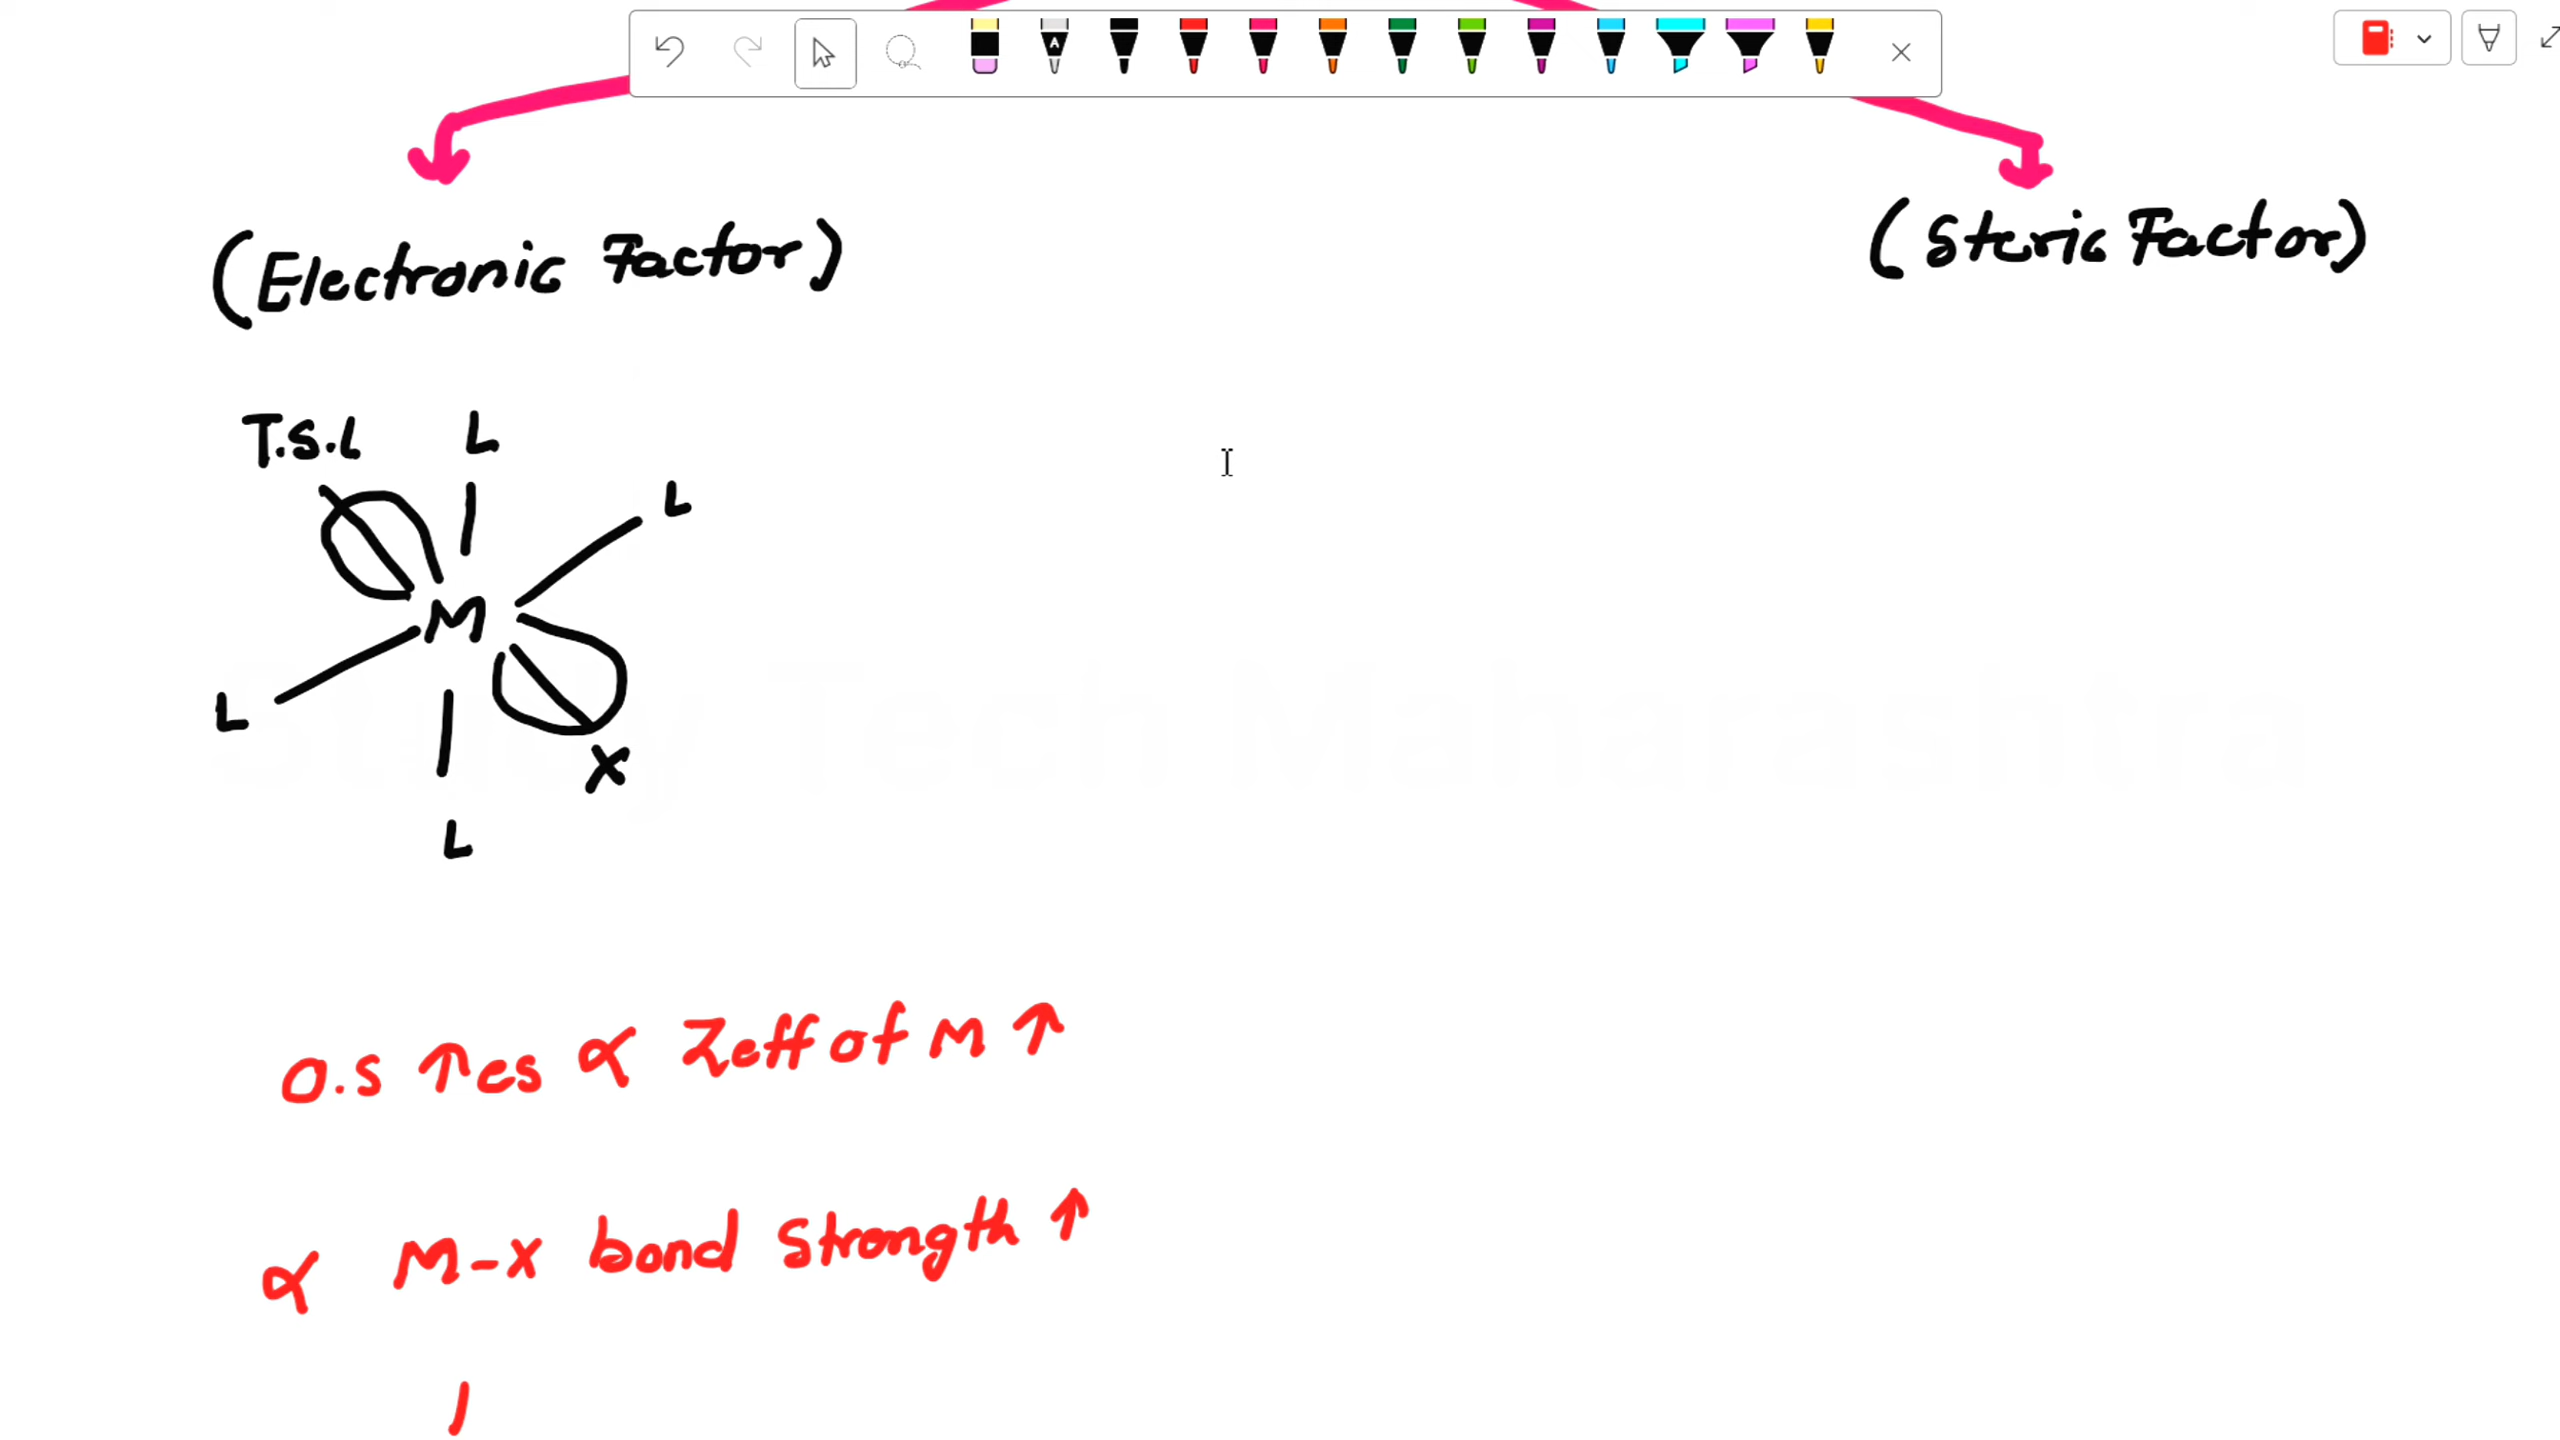 A
(Electronic Factor)
(Steric Factor)
T.S.L L
L
M
L
X
L
O.S ↑es ∝ Zeff of M ↑
∝ M-X bond strength ↑